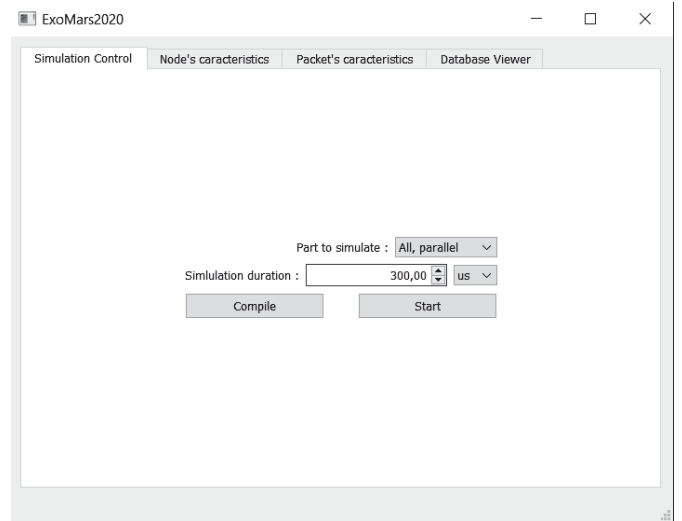 ExoMars2020
Simulation Control Node's caracteristics Packet's caracteristics Database Viewer
Part to simulate : All, parallel
Simlulation duration : 300,00 us
Compile Start